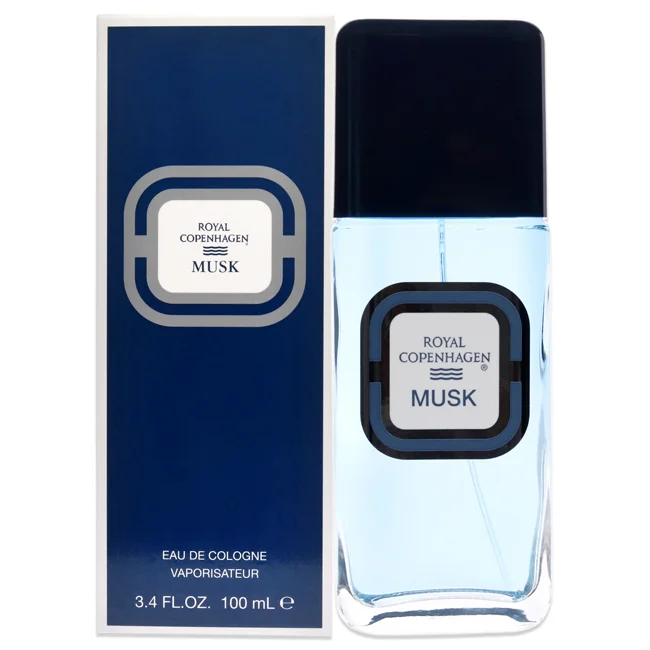 ROYAL
COPENHAGEN®
MUSK
EAU DE COLOGNE
VAPORISATEUR
3.4 FL.OZ. 100 mL ℮
ROYAL
COPENHAGEN®
MUSK